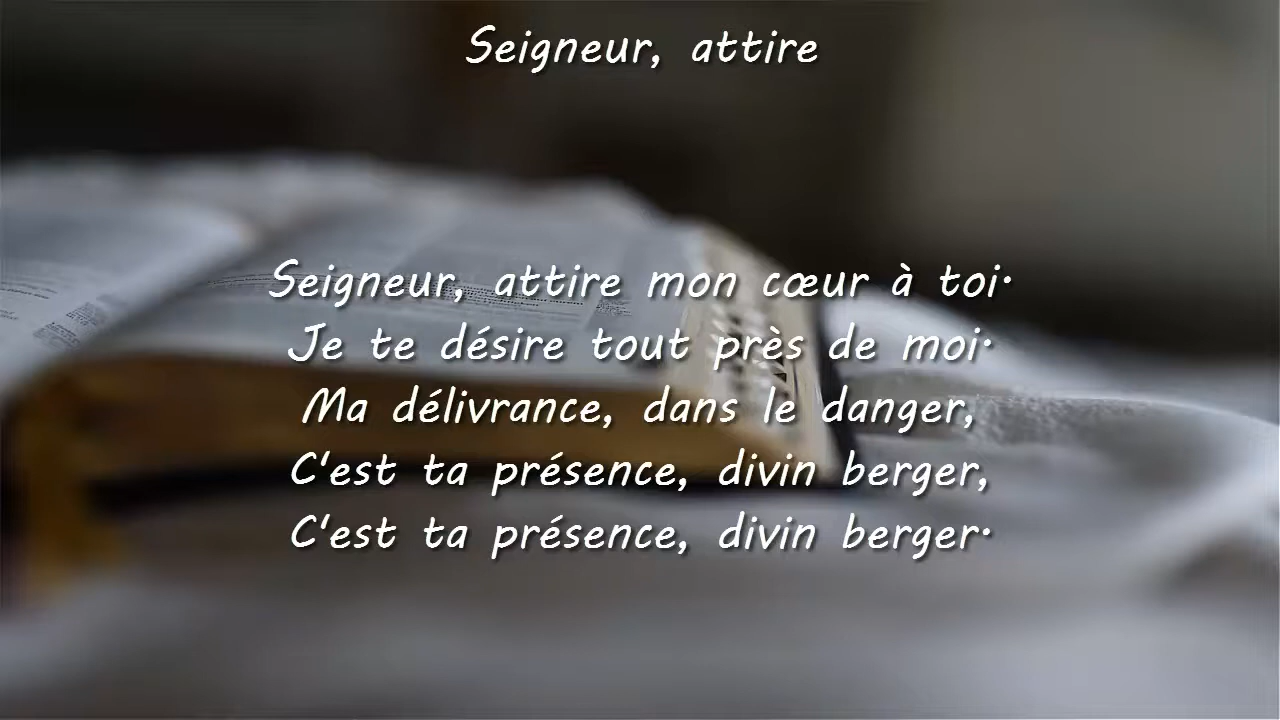 Seigneur, attire
Seigneur, attire mon cœur à toi·
Je te désire tout près de moi·
Ma délivrance, dans le danger,
C'est ta présence, divin berger,
C'est ta présence, divin berger·